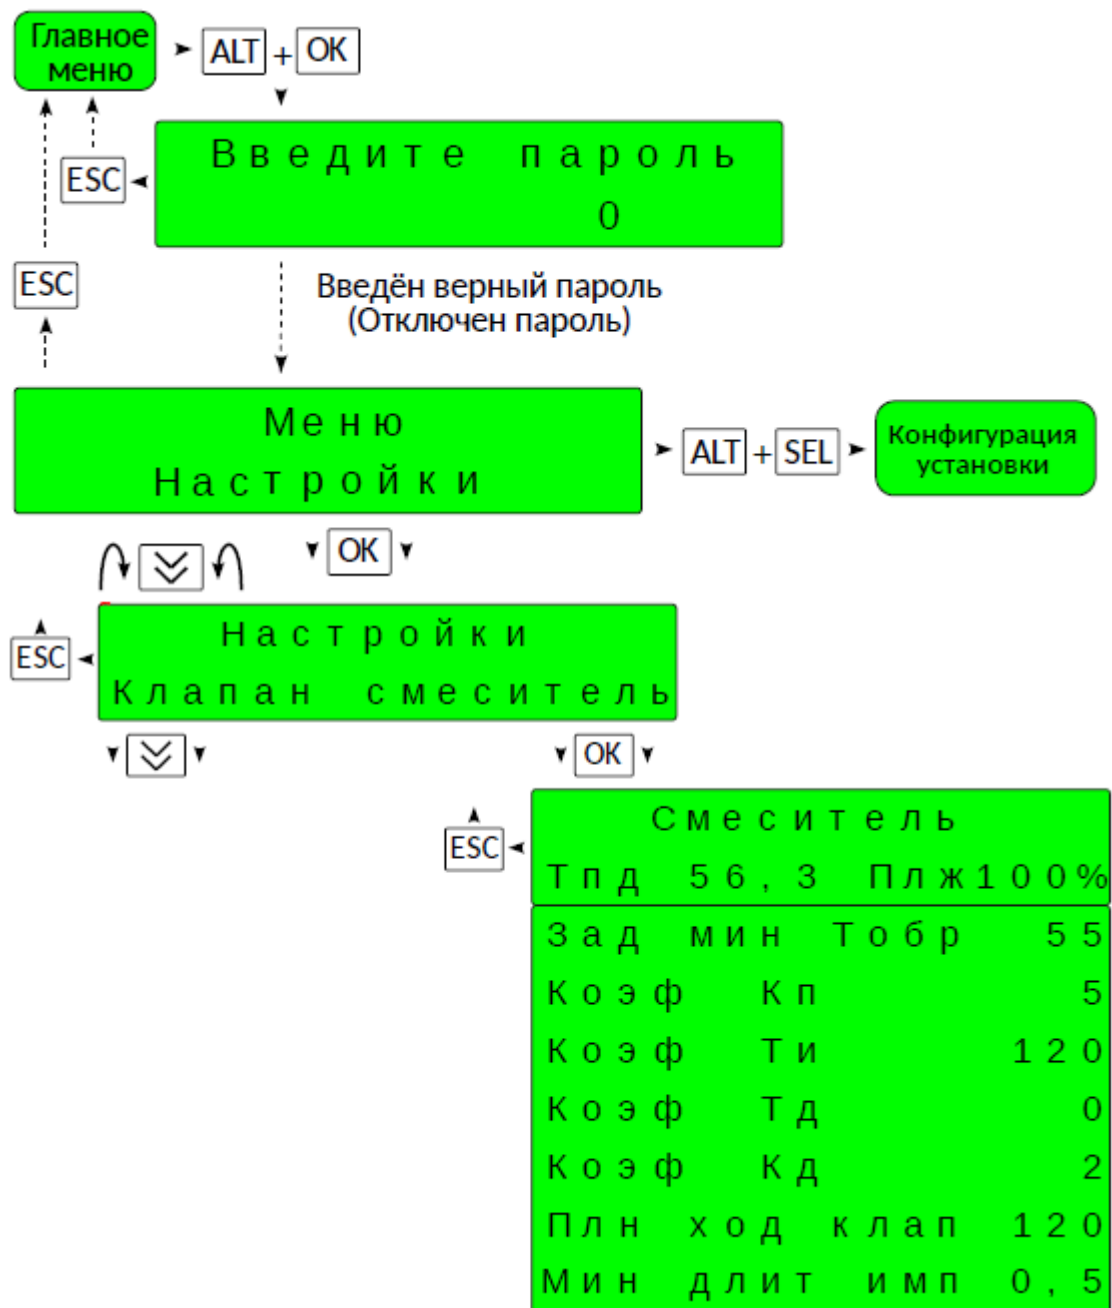 Главное
меню
ALT + OK
Введите пароль
0
ESC
ESC
Введён верный пароль
(Отключен пароль)
Меню
Настройки
ALT + SEL
Конфигурация
установки
OK
Настройки
Клапан смеситель
ESC
OK
ESC
Смеситель
Тпд 56,3 Плж100%
Зад мин Тобр 55
Коэф Кп 5
Коэф Ти 120
Коэф Тд 0
Коэф Кд 2
Плн ход клап 120
Мин длит имп 0,5